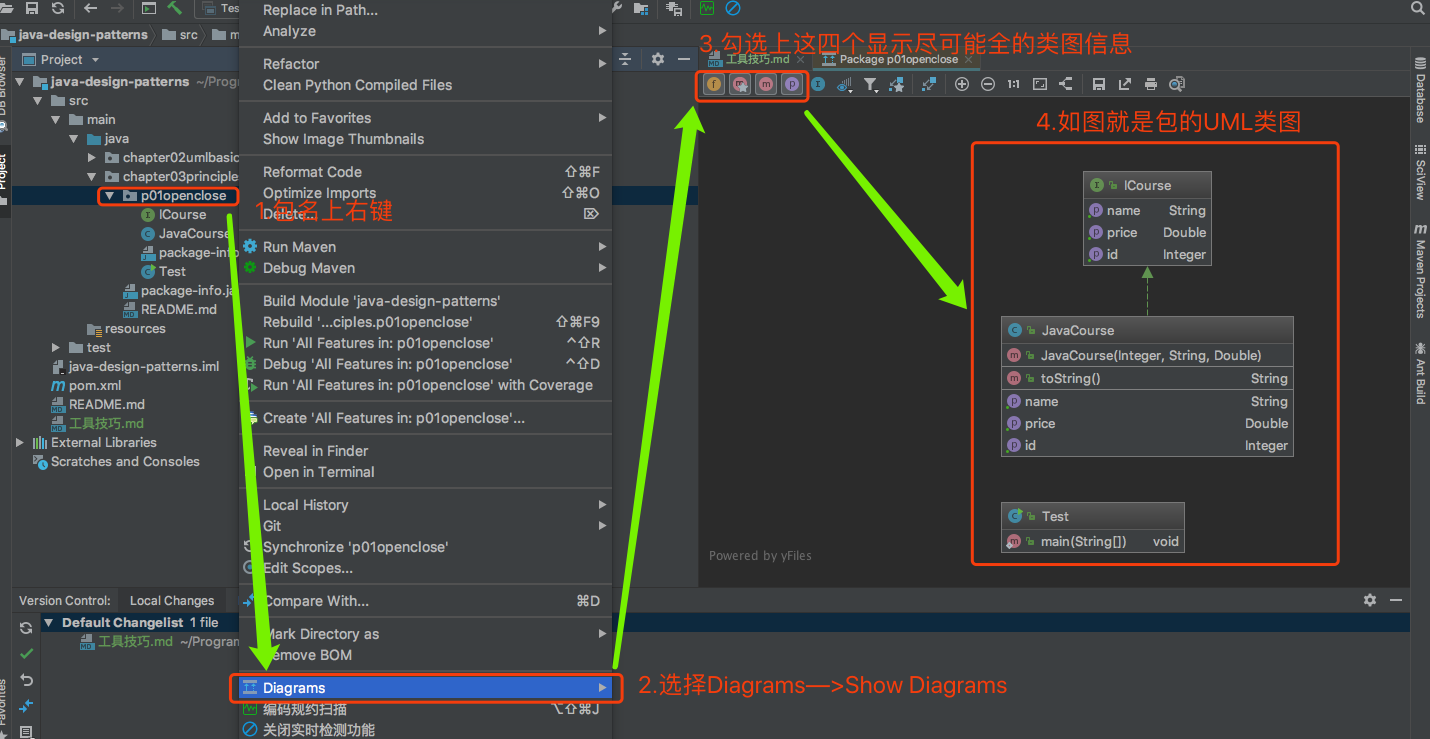 Tes
java-design-patterns
src
m
Project
java-design-patterns ~/Progr
src
main
java
chapter02umlbasic
chapter03principle
p01openclose
ICourse
JavaCourse
package-info
Test
package-info.ja
README.md
resources
test
java-design-patterns.iml
pom.xml
README.md
工具技巧.md
External Libraries
Scratches and Consoles
DB Browser
Project
Favorites
Replace in Path...
Analyze
Refactor
Clean Python Compiled Files
Add to Favorites
Show Image Thumbnails
Reformat Code ⇧⌘F
Optimize Imports ⇧⌘O
Delete... ⌦
1.包名上右键
Run Maven
Debug Maven
Build Module 'java-design-patterns'
Rebuild '...ciples.p01openclose' ⇧⌘F9
Run 'All Features in: p01openclose' ^⇧R
Debug 'All Features in: p01openclose' ^⇧D
Run 'All Features in: p01openclose' with Coverage
Create 'All Features in: p01openclose'...
Reveal in Finder
Open in Terminal
Local History
Git
Synchronize 'p01openclose'
Edit Scopes...
Compare With... ⌘D
Mark Directory as
Remove BOM
Diagrams
编码规约扫描 ⌥⇧⌘J
关闭实时检测功能
2.选择Diagrams—>Show Diagrams
3.勾选上这四个显示尽可能全的类图信息
工具技巧.md
Package p01openclose
f m m p I
1:1
4.如图就是包的UML类图
I ICourse
p name String
p price Double
p id Integer
C JavaCourse
m JavaCourse(Integer, String, Double)
m toString() String
p name String
p price Double
p id Integer
C Test
m main(String[]) void
Powered by yFiles
Database
SciView
Maven Projects
Ant Build
Version Control:
Local Changes
Default Changelist 1 file
工具技巧.md ~/Program